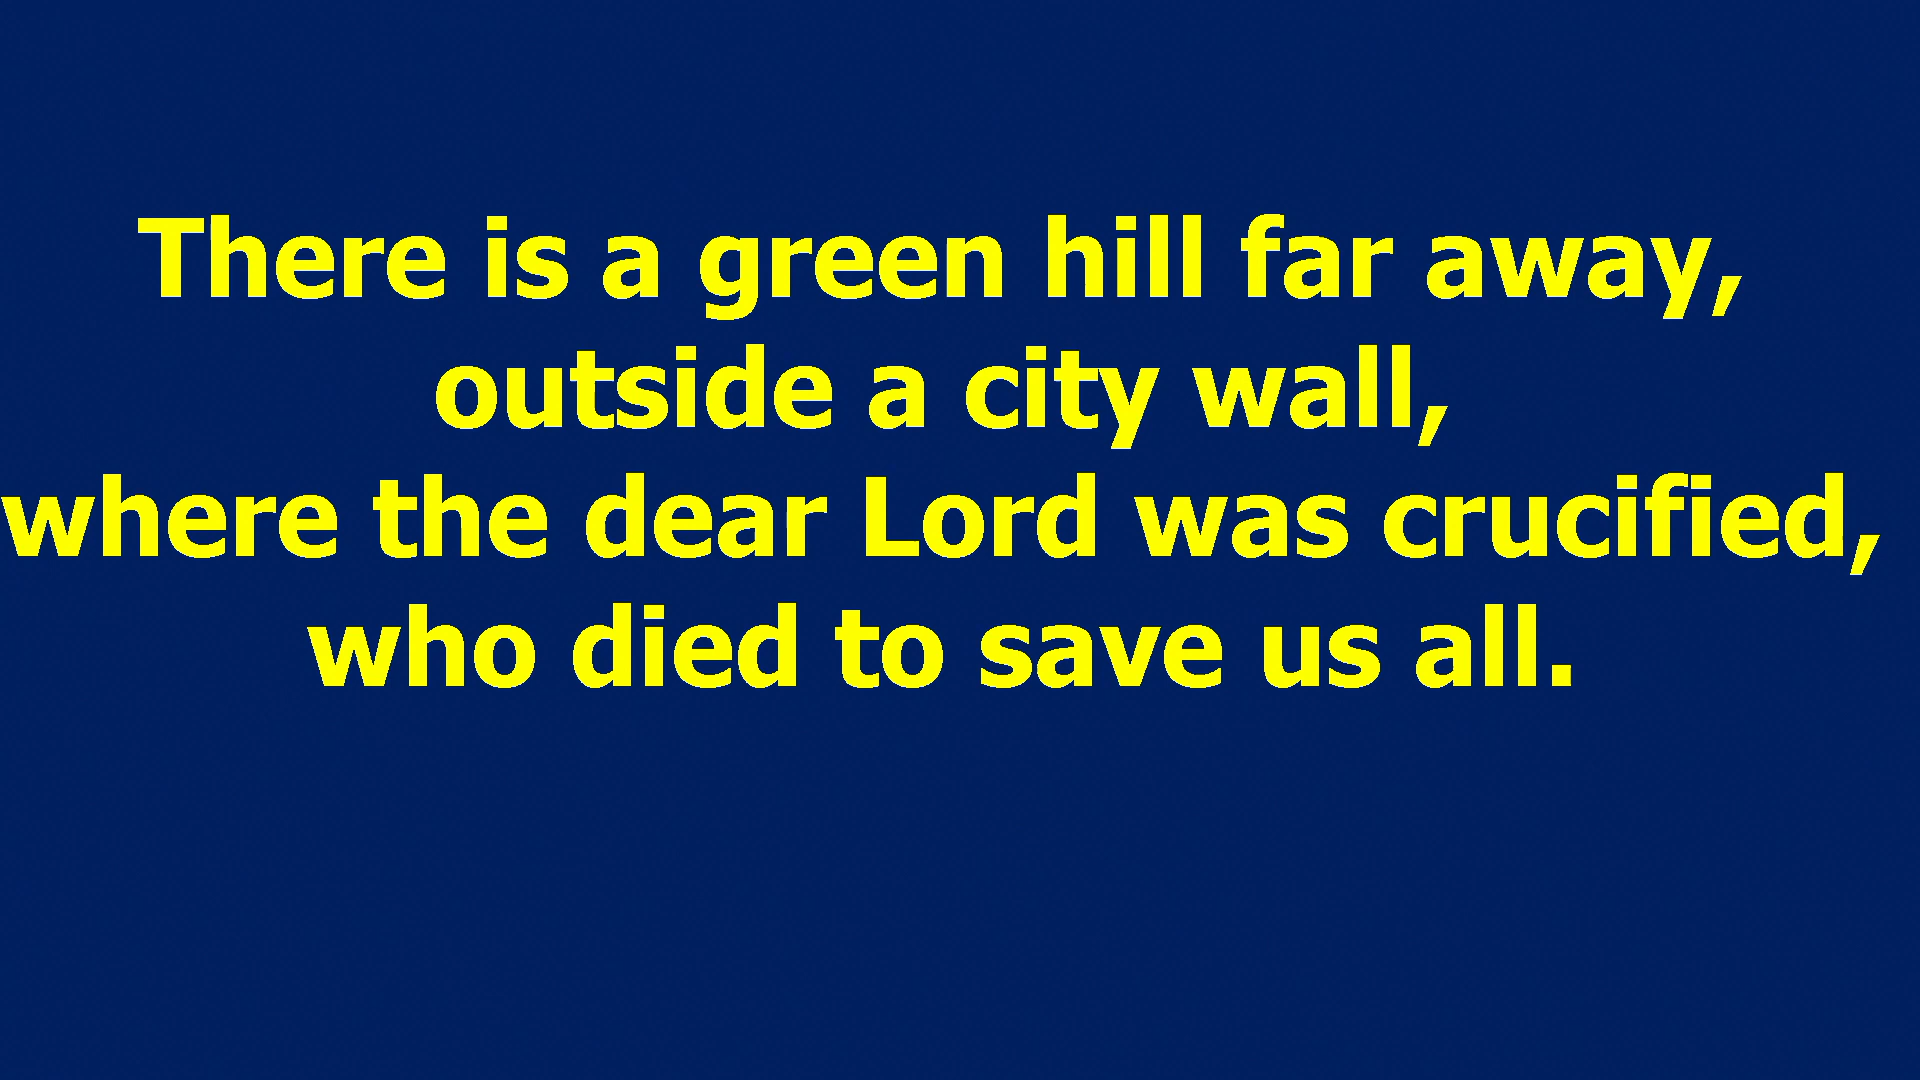 There is a green hill far away,
outside a city wall,
where the dear Lord was crucified,
who died to save us all.